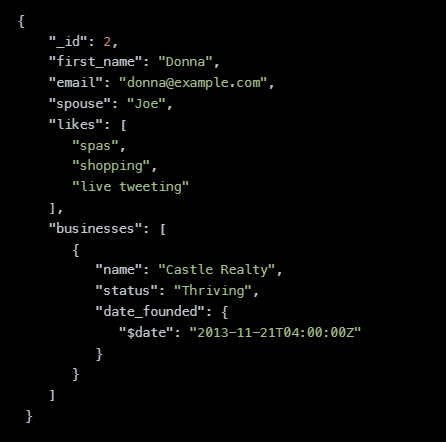 {
"_id": 2,
"first_name": "Donna",
"email": "donna@example.com",
"spouse": "Joe",
"likes": [
"spas",
"shopping",
"live tweeting"
],
"businesses": [
{
"name": "Castle Realty",
"status": "Thriving",
"date_founded": {
"$date": "2013-11-21T04:00:00Z"
}
}
]
}